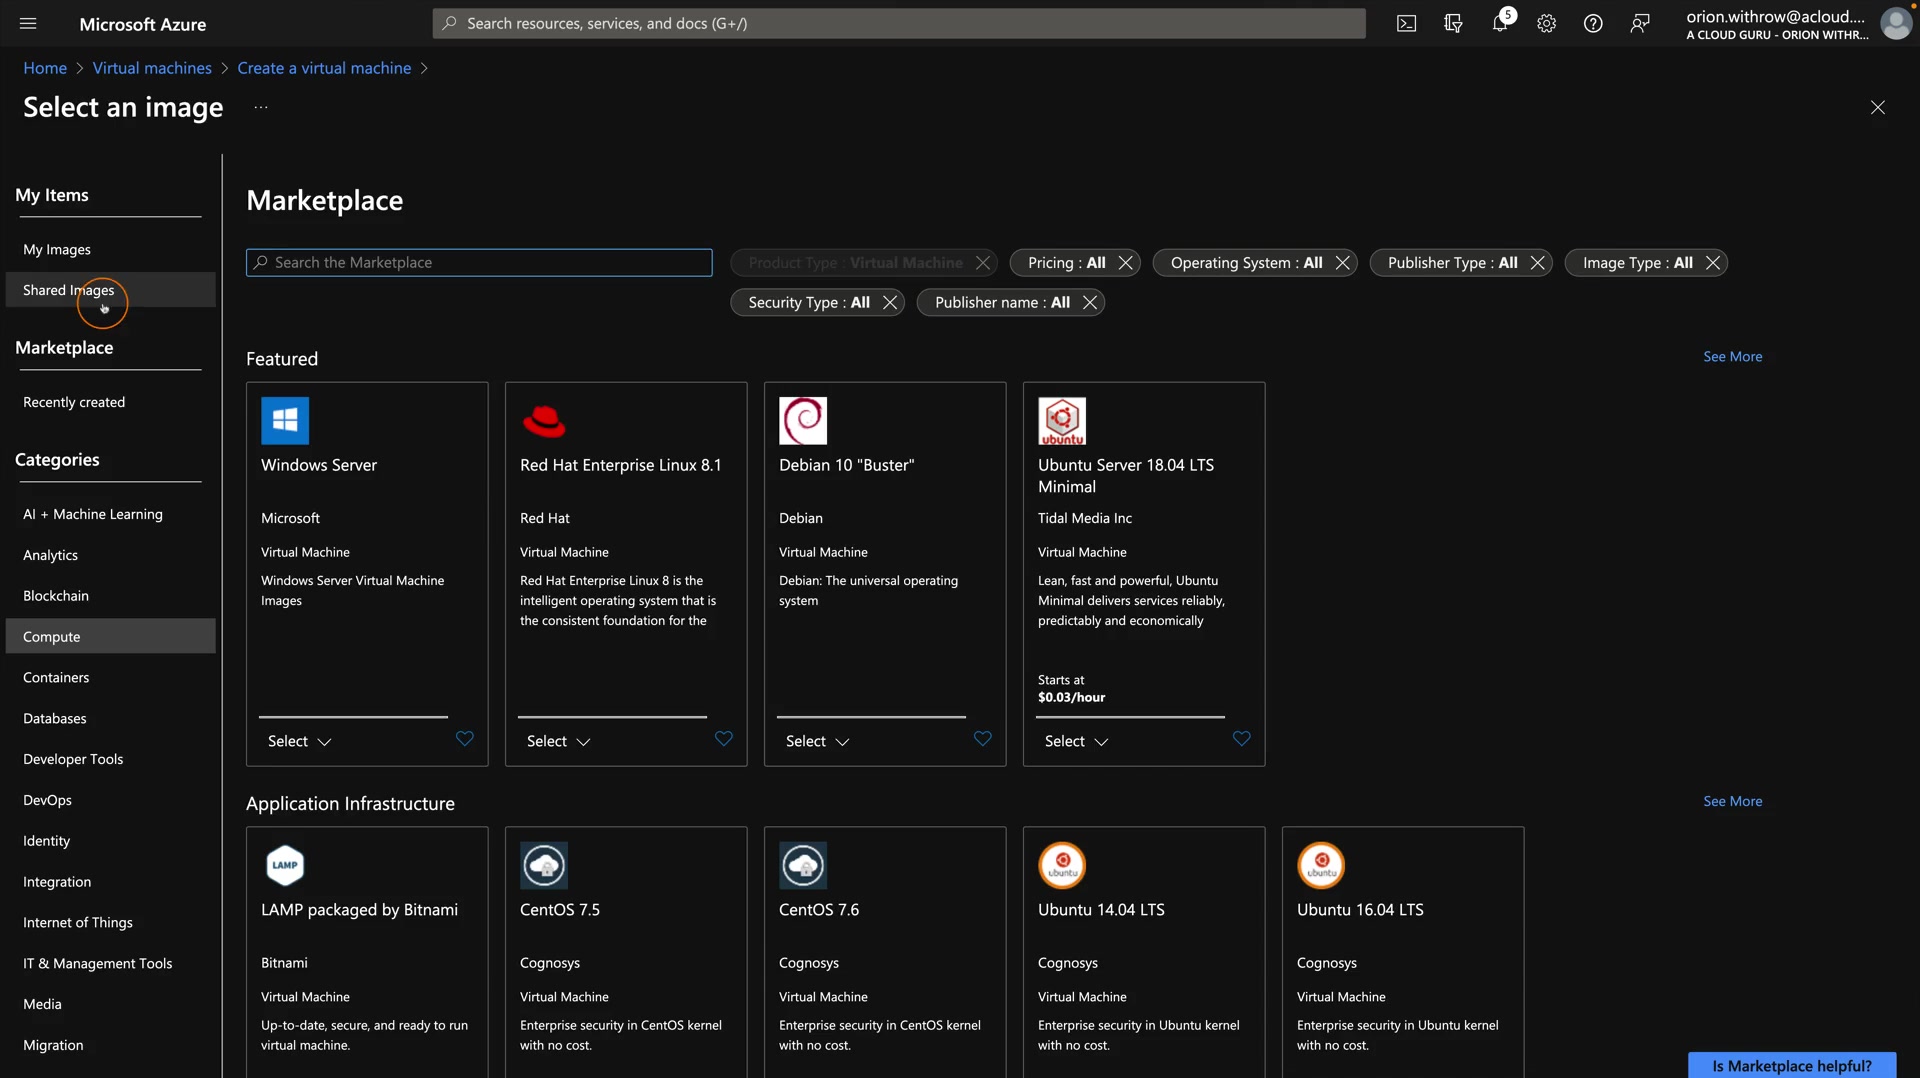 Microsoft Azure
Search resources, services, and docs (G+/)
5
orion.withrow@acloud....
A CLOUD GURU - ORION WITHR...
Home > Virtual machines > Create a virtual machine >
Select an image ...
My Items
My Images
Shared Images
Marketplace
Recently created
Categories
AI + Machine Learning
Analytics
Blockchain
Compute
Containers
Databases
Developer Tools
DevOps
Identity
Integration
Internet of Things
IT & Management Tools
Media
Migration
Marketplace
Search the Marketplace
Product Type : Virtual Machine
Pricing : All
Operating System : All
Publisher Type : All
Image Type : All
Security Type : All
Publisher name : All
Featured
See More
Windows Server
Microsoft
Virtual Machine
Windows Server Virtual Machine
Images
Select
Red Hat Enterprise Linux 8.1
Red Hat
Virtual Machine
Red Hat Enterprise Linux 8 is the
intelligent operating system that is
the consistent foundation for the
Select
Debian 10 "Buster"
Debian
Virtual Machine
Debian: The universal operating
system
Select
ubuntu
Ubuntu Server 18.04 LTS
Minimal
Tidal Media Inc
Virtual Machine
Lean, fast and powerful, Ubuntu
Minimal delivers services reliably,
predictably and economically
Starts at
$0.03/hour
Select
Application Infrastructure
See More
LAMP
LAMP packaged by Bitnami
Bitnami
Virtual Machine
Up-to-date, secure, and ready to run
virtual machine.
CentOS 7.5
Cognosys
Virtual Machine
Enterprise security in CentOS kernel
with no cost.
CentOS 7.6
Cognosys
Virtual Machine
Enterprise security in CentOS kernel
with no cost.
ubuntu
Ubuntu 14.04 LTS
Cognosys
Virtual Machine
Enterprise security in Ubuntu kernel
with no cost.
ubuntu
Ubuntu 16.04 LTS
Cognosys
Virtual Machine
Enterprise security in Ubuntu kernel
with no cost.
Is Marketplace helpful?